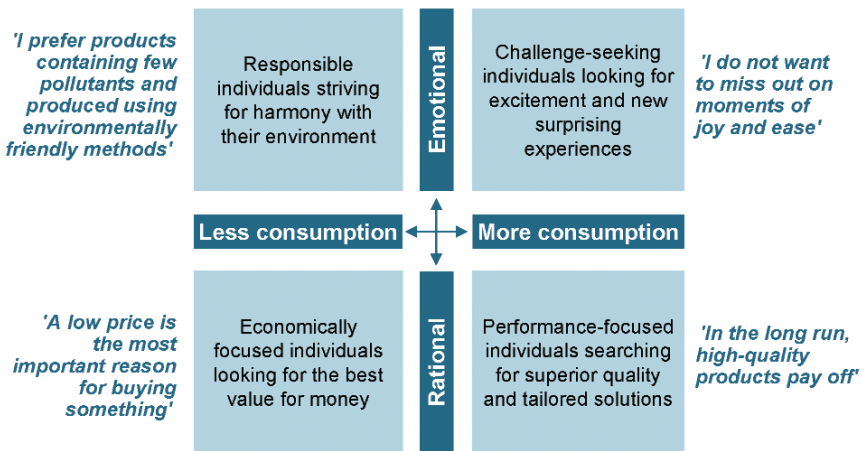 'I prefer products
containing few
pollutants and
produced using
environmentally
friendly methods'
Responsible
individuals striving
for harmony with
their environment
Emotional
Challenge-seeking
individuals looking for
excitement and new
surprising
experiences
'I do not want
to miss out on
moments of
joy and ease'
Less consumption
More consumption
'A low price is
the most
important reason
for buying
something'
Economically
focused individuals
looking for the best
value for money
Rational
Performance-focused
individuals searching
for superior quality
and tailored solutions
'In the long run,
high-quality
products pay off'